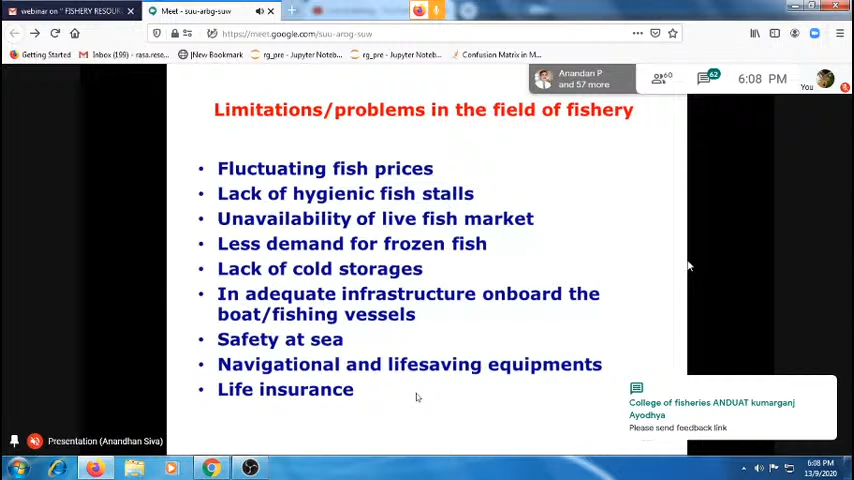 webinar on " FISHERY RESOUR
Meet - suu-arog-suw
https://meet.google.com/suu-arog-suw
Getting Started
Inbox (199) - rasa.rese...
|New Bookmark
rg_pre - Jupyter Noteb...
rg_pre - Jupyter Noteb...
Confusion Matrix in M...
Anandan P
and 57 more
60
62
6:08 PM
You
Limitations/problems in the field of fishery
• Fluctuating fish prices
• Lack of hygienic fish stalls
• Unavailability of live fish market
• Less demand for frozen fish
• Lack of cold storages
• In adequate infrastructure onboard the
boat/fishing vessels
• Safety at sea
• Navigational and lifesaving equipments
• Life insurance
College of fisheries ANDUAT kumarganj
Ayodhya
Please send feedback link
Presentation (Anandhan Siva)
6:08 PM
13/9/2020